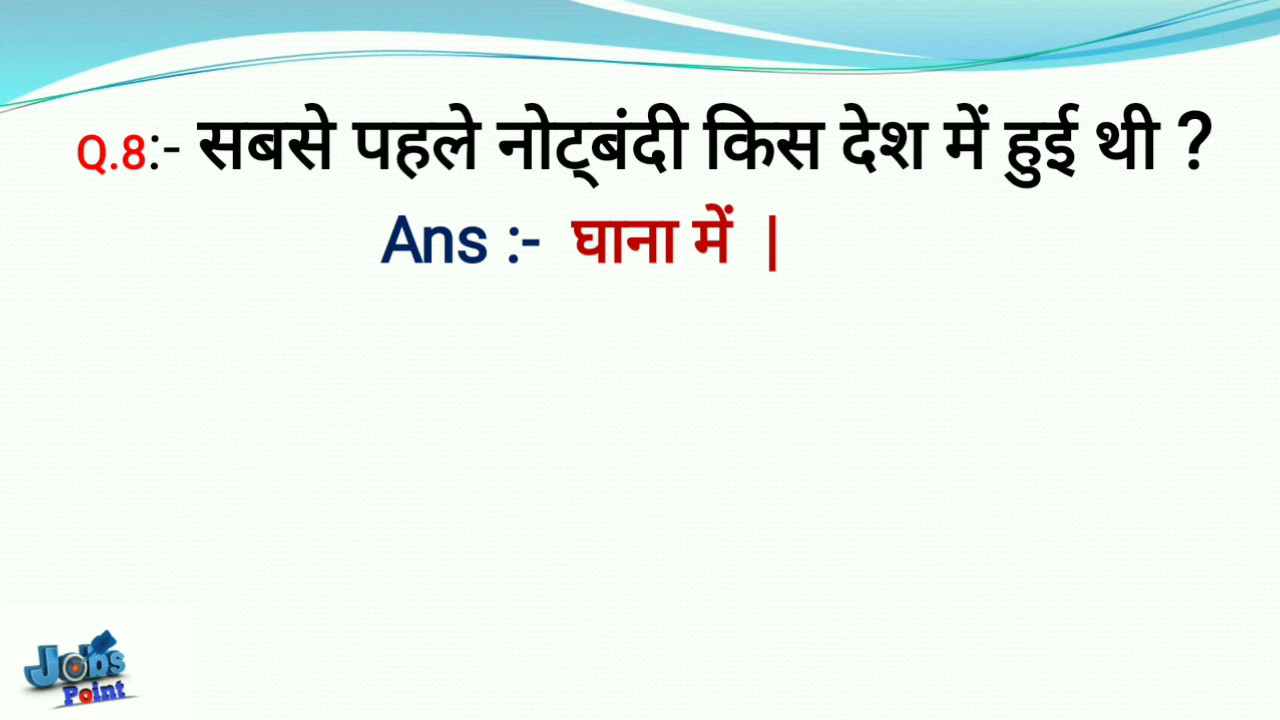 Q.8:- सबसे पहले नोट्बंदी किस देश में हुई थी ?
Ans :- घाना में |
Jobs
Point